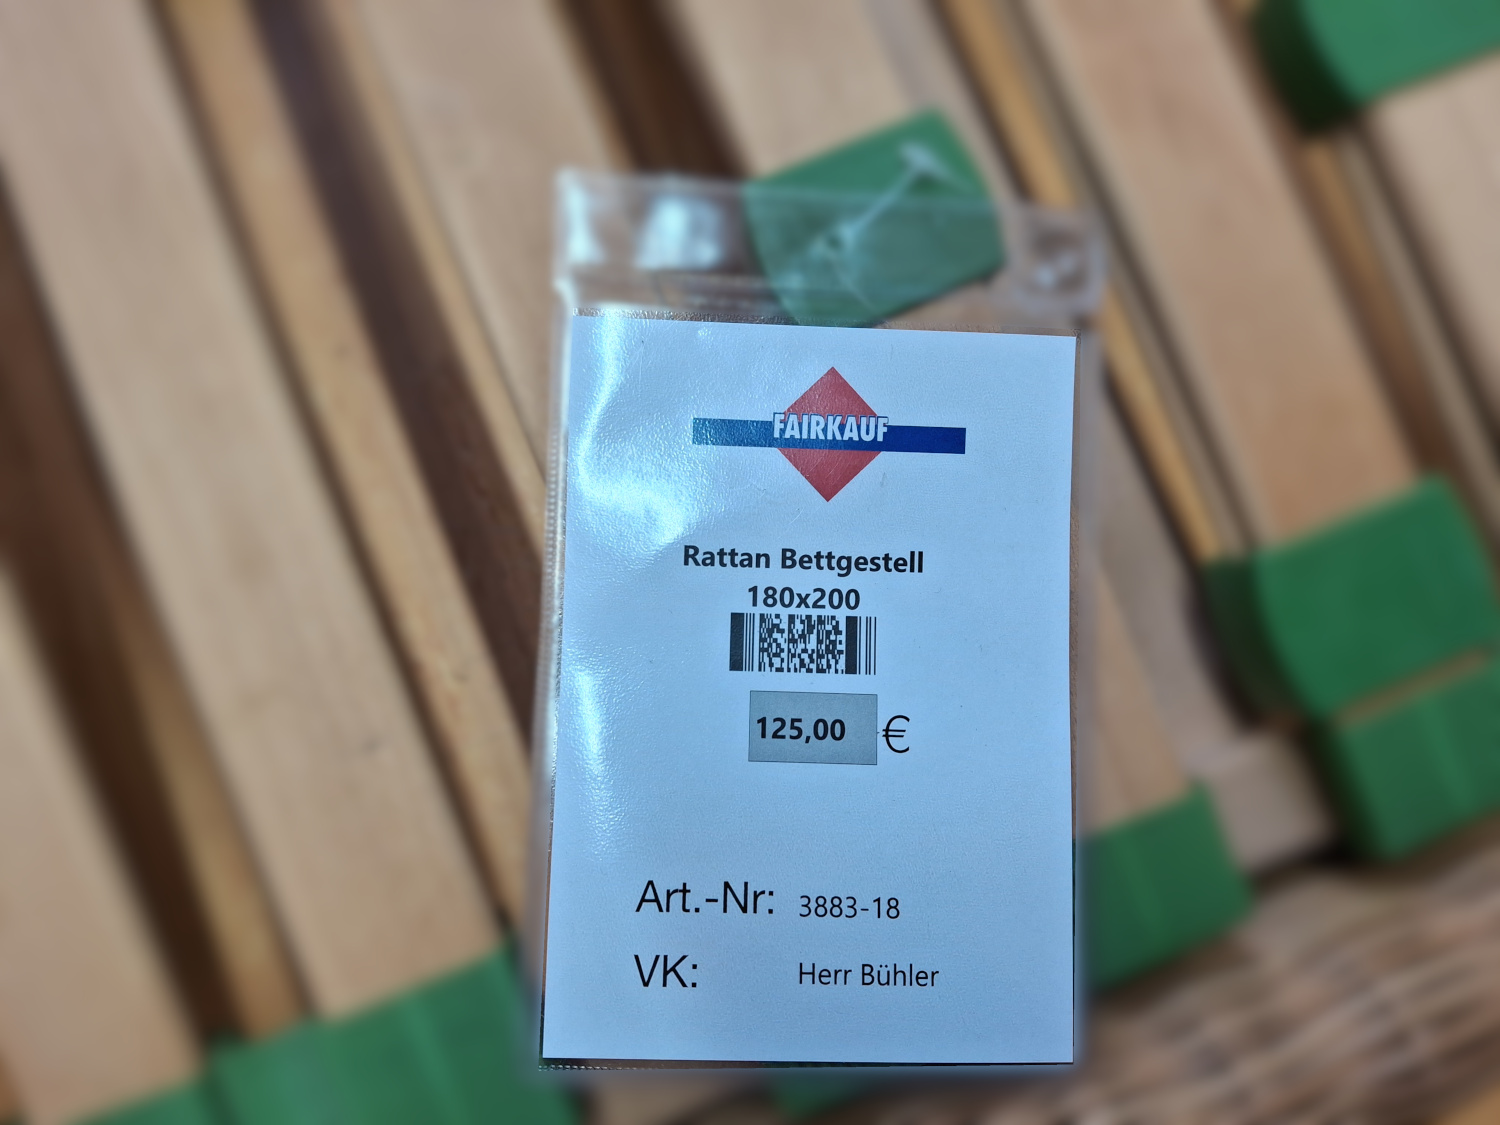 FAIRKAUF
Rattan Bettgestell
180x200
125,00 €
Art.-Nr: 3883-18
VK: Herr Bühler